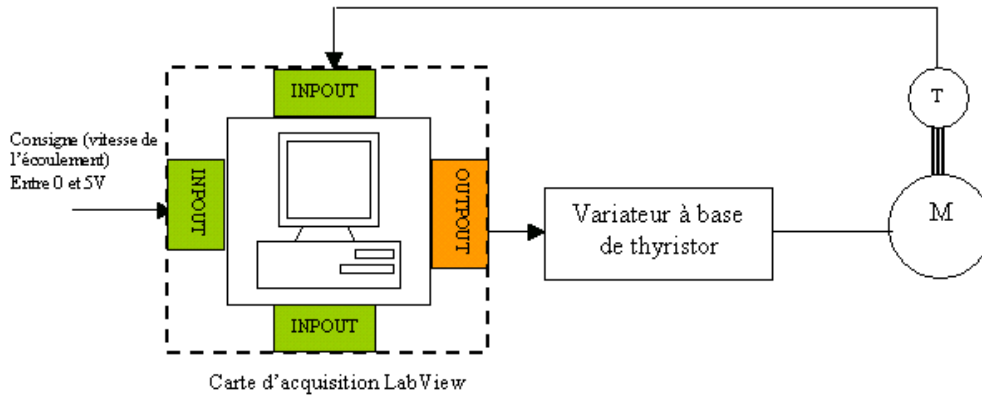 INPOUT
T
Consigne (vitesse de
l'écoulement)
Entre 0 et 5V
INPOUT
OUTPOUT
Variateur à base
de thyristor
M
INPOUT
Carte d'acquisition LabView